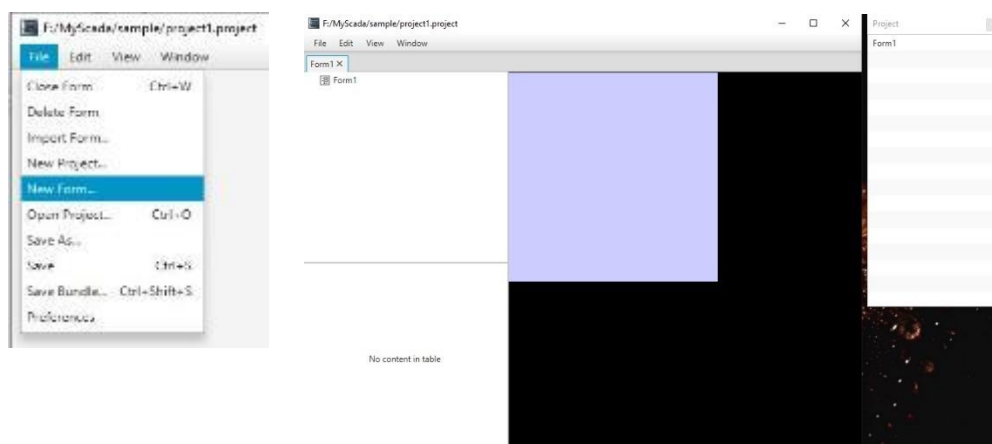 F:/MyScada/sample/project1.project
File Edit View Window
Close Form Ctrl+W
Delete Form
Import Form...
New Project...
New Form...
Open Project... Ctrl+O
Save As...
Save Ctrl+S
Save Bundle... Ctrl+Shift+S
Preferences
F:/MyScada/sample/project1.project
File Edit View Window
Form1 X
Form1
No content in table
Project
Form1